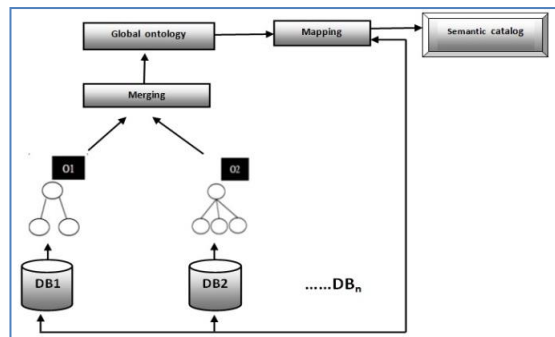 Global ontology
Mapping
Semantic catalog
Merging
O1
O2
DB1
DB2
......DBn